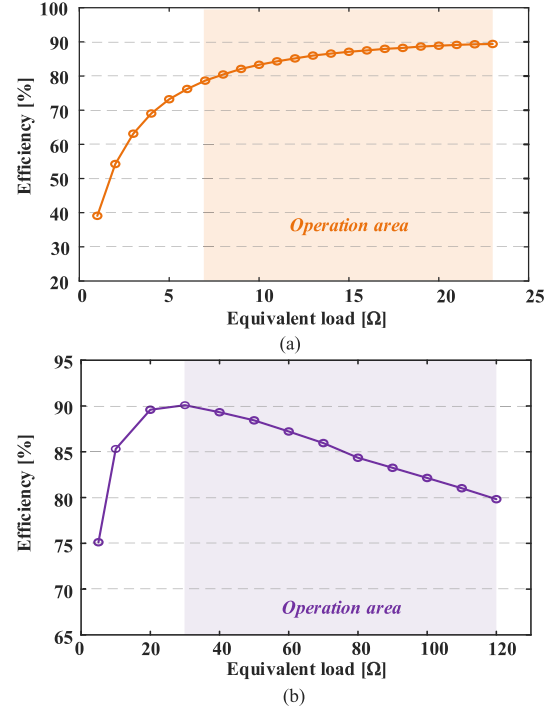 100
90
80
70
60
50
40
30
20
Efficiency [%]
Operation area
0 5 10 15 20 25
Equivalent load [Ω]
(a)
95
90
85
80
75
70
65
Efficiency [%]
Operation area
0 20 40 60 80 100 120
Equivalent load [Ω]
(b)